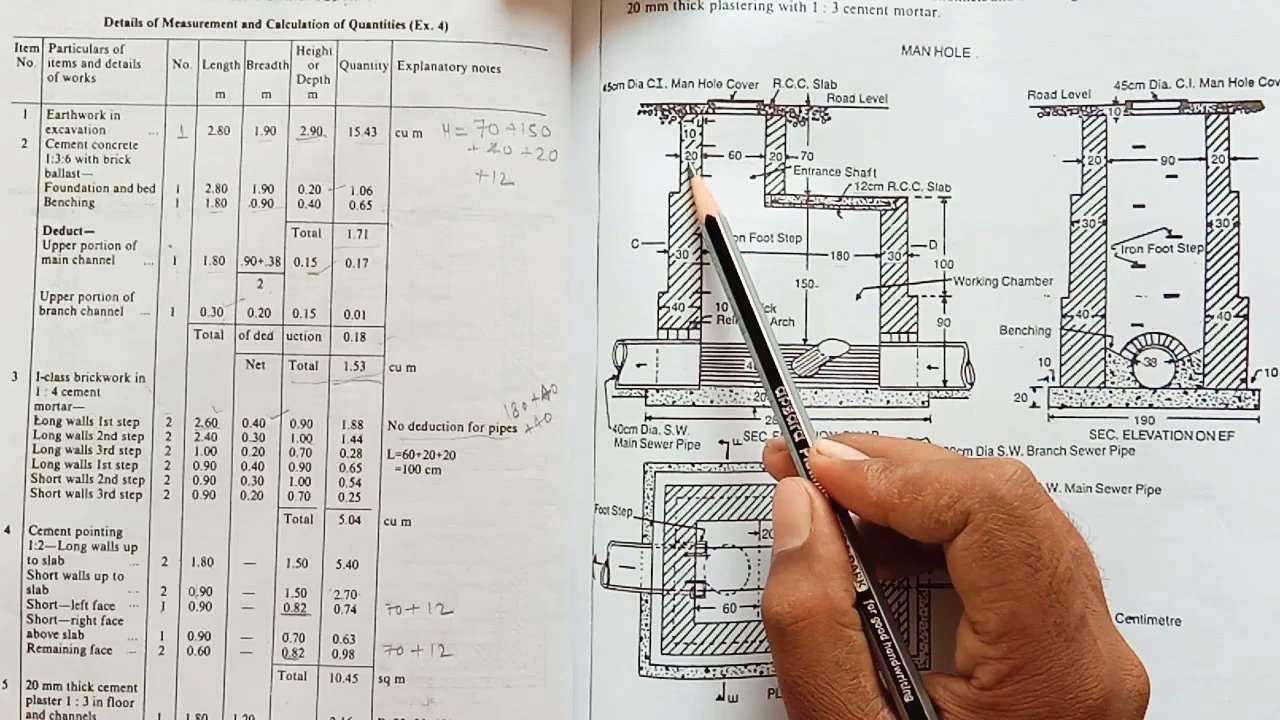 Details of Measurement and Calculation of Quantities (Ex. 4)
Item No. Particulars of items and details of works No. Length m Breadth m Height or Depth m Quantity Explanatory notes
1 Earthwork in
excavation ... 1 2.80 1.90 2.90 15.43 cu m H = 70+150
+40 +20
+12
2 Cement concrete
1:3:6 with brick
ballast—
Foundation and bed 1 2.80 1.90 0.20 1.06
Benching 1 1.80 .0.90 0.40 0.65
Total 1.71
Deduct—
Upper portion of
main channel ... 1 1.80 .90+.38 0.15 0.17
2
Upper portion of
branch channel ... 1 0.30 0.20 0.15 0.01
Total of ded uction 0.18
Net Total 1.53 cu m
3 I-class brickwork in
1 : 4 cement
mortar—
180+40
+40
Long walls 1st step 2 2.60 0.40 0.90 1.88 No deduction for pipes
Long walls 2nd step 2 2.40 0.30 1.00 1.44
Long walls 3rd step 2 1.00 0.20 0.70 0.28 L=60+20+20
Long walls 1st step 2 0.90 0.40 0.90 0.65 =100 cm
Short walls 2nd step 2 0.90 0.30 1.00 0.54
Short walls 3rd step 2 0.90 0.20 0.70 0.25
Total 5.04 cu m
4 Cement pointing
1:2—Long walls up
to slab ... 2 1.80 — 1.50 5.40
Short walls up to
slab ... 2 0.90 — 1.50 2.70
Short—left face ... 1 0.90 — 0.82 0.74 70+12
Short—right face
above slab ... 1 0.90 — 0.70 0.63
Remaining face ... 2 0.60 — 0.82 0.98 70+12
Total 10.45 sq m
5 20 mm thick cement
plaster 1 : 3 in floor
and channels 1 1.80 1.20
20 mm thick plastering with 1 : 3 cement mortar.
MAN HOLE
45cm Dia C.I. Man Hole Cover R.C.C. Slab
Road Level
10
20 60 20 70
Entrance Shaft
12cm R.C.C. Slab
Foot Step
C D
30 180 30 100
150
Working Chamber
40 10
Arch
90
20
40cm Dia. S.W.
Main Sewer Pipe
SEC.
45cm Dia. C.I. Man Hole Cov
Road Level
10
20 90 20
30 Iron Foot Step 30
40 40
Benching
10 38 10
20
190
SEC. ELEVATION ON EF
cm Dia S.W. Branch Sewer Pipe
W. Main Sewer Pipe
F
Foot Step
20
60
Centimetre
E
PL
apsara
for good handwriting